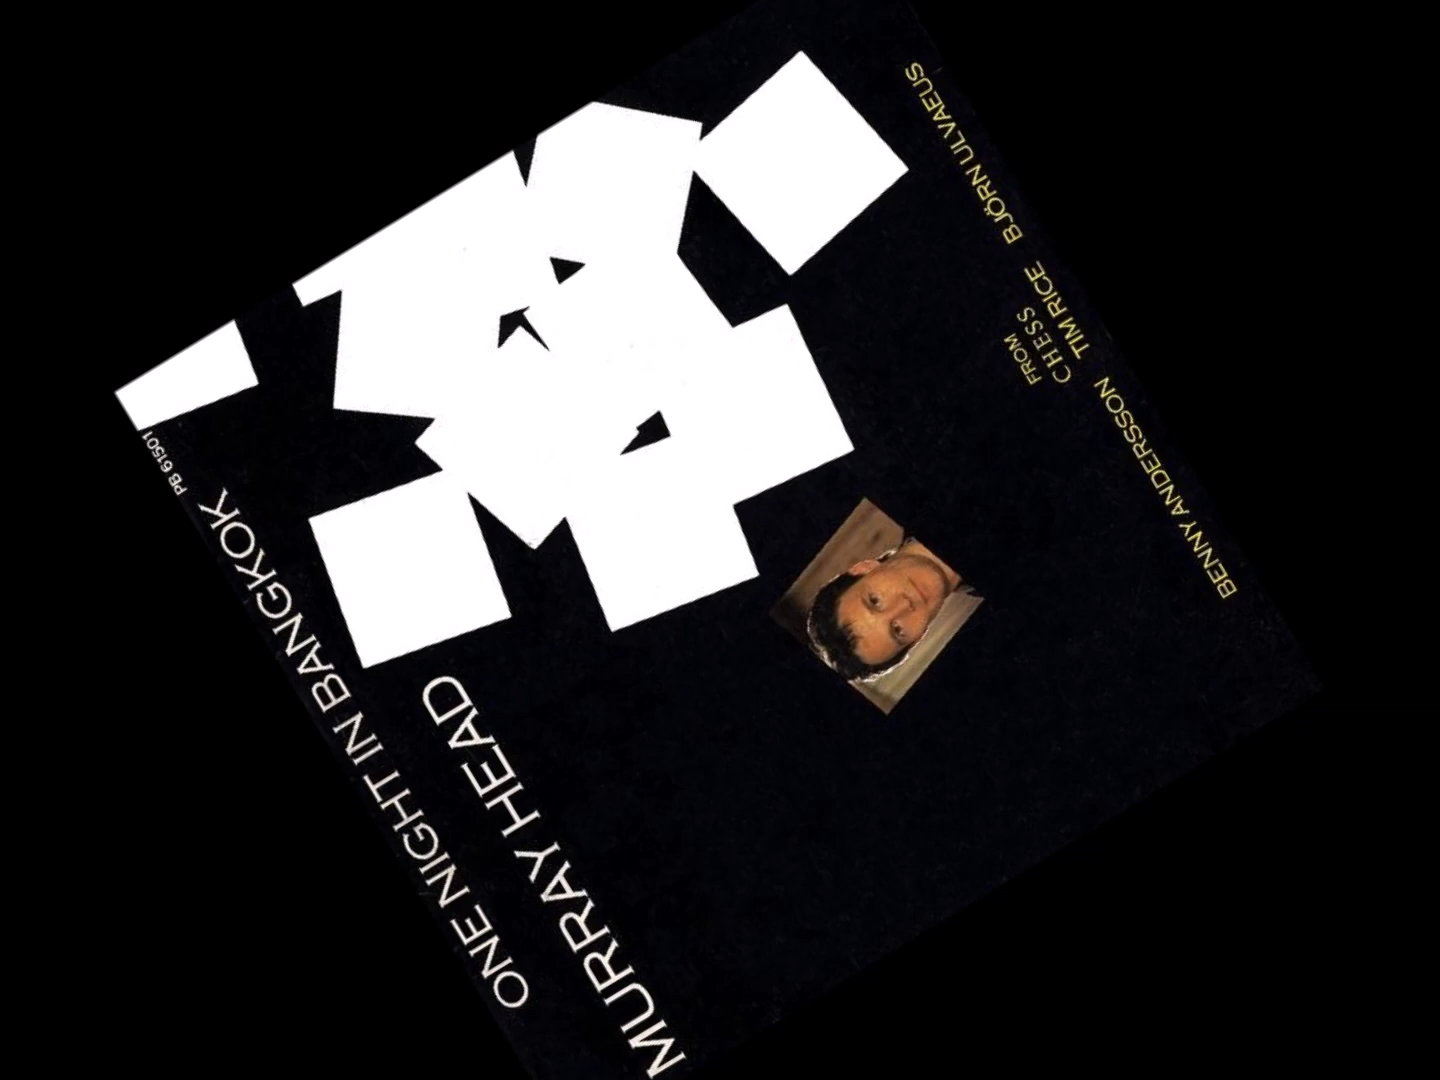 PB 61501
ONE NIGHT IN BANGKOK
MURRAY HEAD
FROM
CHESS
BENNY ANDERSSON TIM RICE BJÖRN ULVAEUS